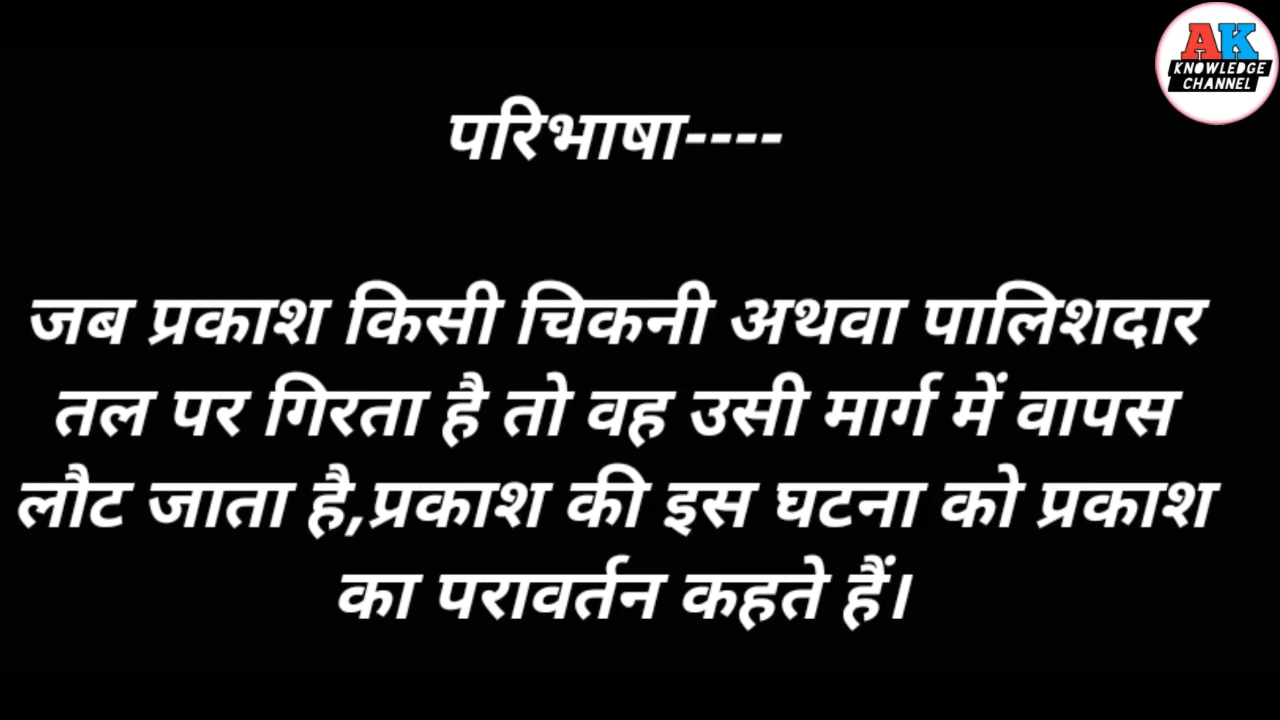 AK
KNOWLEDGE
CHANNEL
परिभाषा----
जब प्रकाश किसी चिकनी अथवा पालिशदार
तल पर गिरता है तो वह उसी मार्ग में वापस
लौट जाता है,प्रकाश की इस घटना को प्रकाश
का परावर्तन कहते हैं।